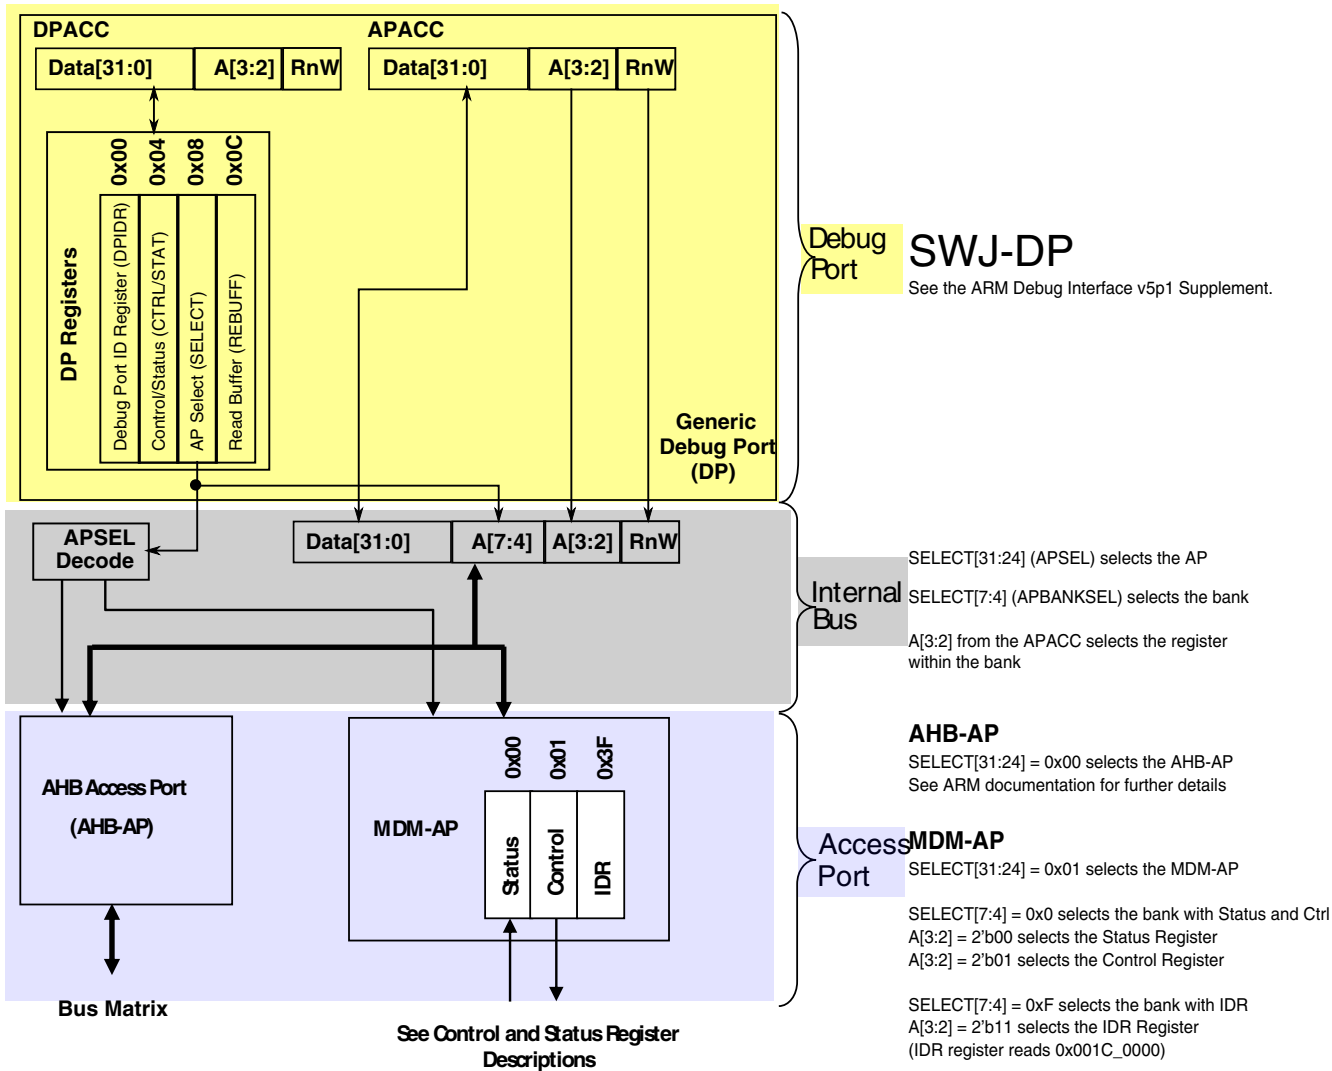 DPACC
Data[31:0] A[3:2] RnW
APACC
Data[31:0] A[3:2] RnW
0x00
0x04
0x08
0x0C
DP Registers
Debug Port ID Register (DPIDR)
Control/Status (CTRL/STAT)
AP Select (SELECT)
Read Buffer (REBUFF)
Generic
Debug Port
(DP)
Debug
Port
SWJ-DP
See the ARM Debug Interface v5p1 Supplement.
APSEL
Decode
Data[31:0] A[7:4] A[3:2] RnW
Internal
Bus
SELECT[31:24] (APSEL) selects the AP
SELECT[7:4] (APBANKSEL) selects the bank
A[3:2] from the APACC selects the register
within the bank
AHB Access Port
(AHB-AP)
Bus Matrix
MDM-AP
0x00
0x01
0x3F
Status
Control
IDR
See Control and Status Register
Descriptions
Access
Port
AHB-AP
SELECT[31:24] = 0x00 selects the AHB-AP
See ARM documentation for further details
MDM-AP
SELECT[31:24] = 0x01 selects the MDM-AP
SELECT[7:4] = 0x0 selects the bank with Status and Ctrl
A[3:2] = 2'b00 selects the Status Register
A[3:2] = 2'b01 selects the Control Register
SELECT[7:4] = 0xF selects the bank with IDR
A[3:2] = 2'b11 selects the IDR Register
(IDR register reads 0x001C_0000)